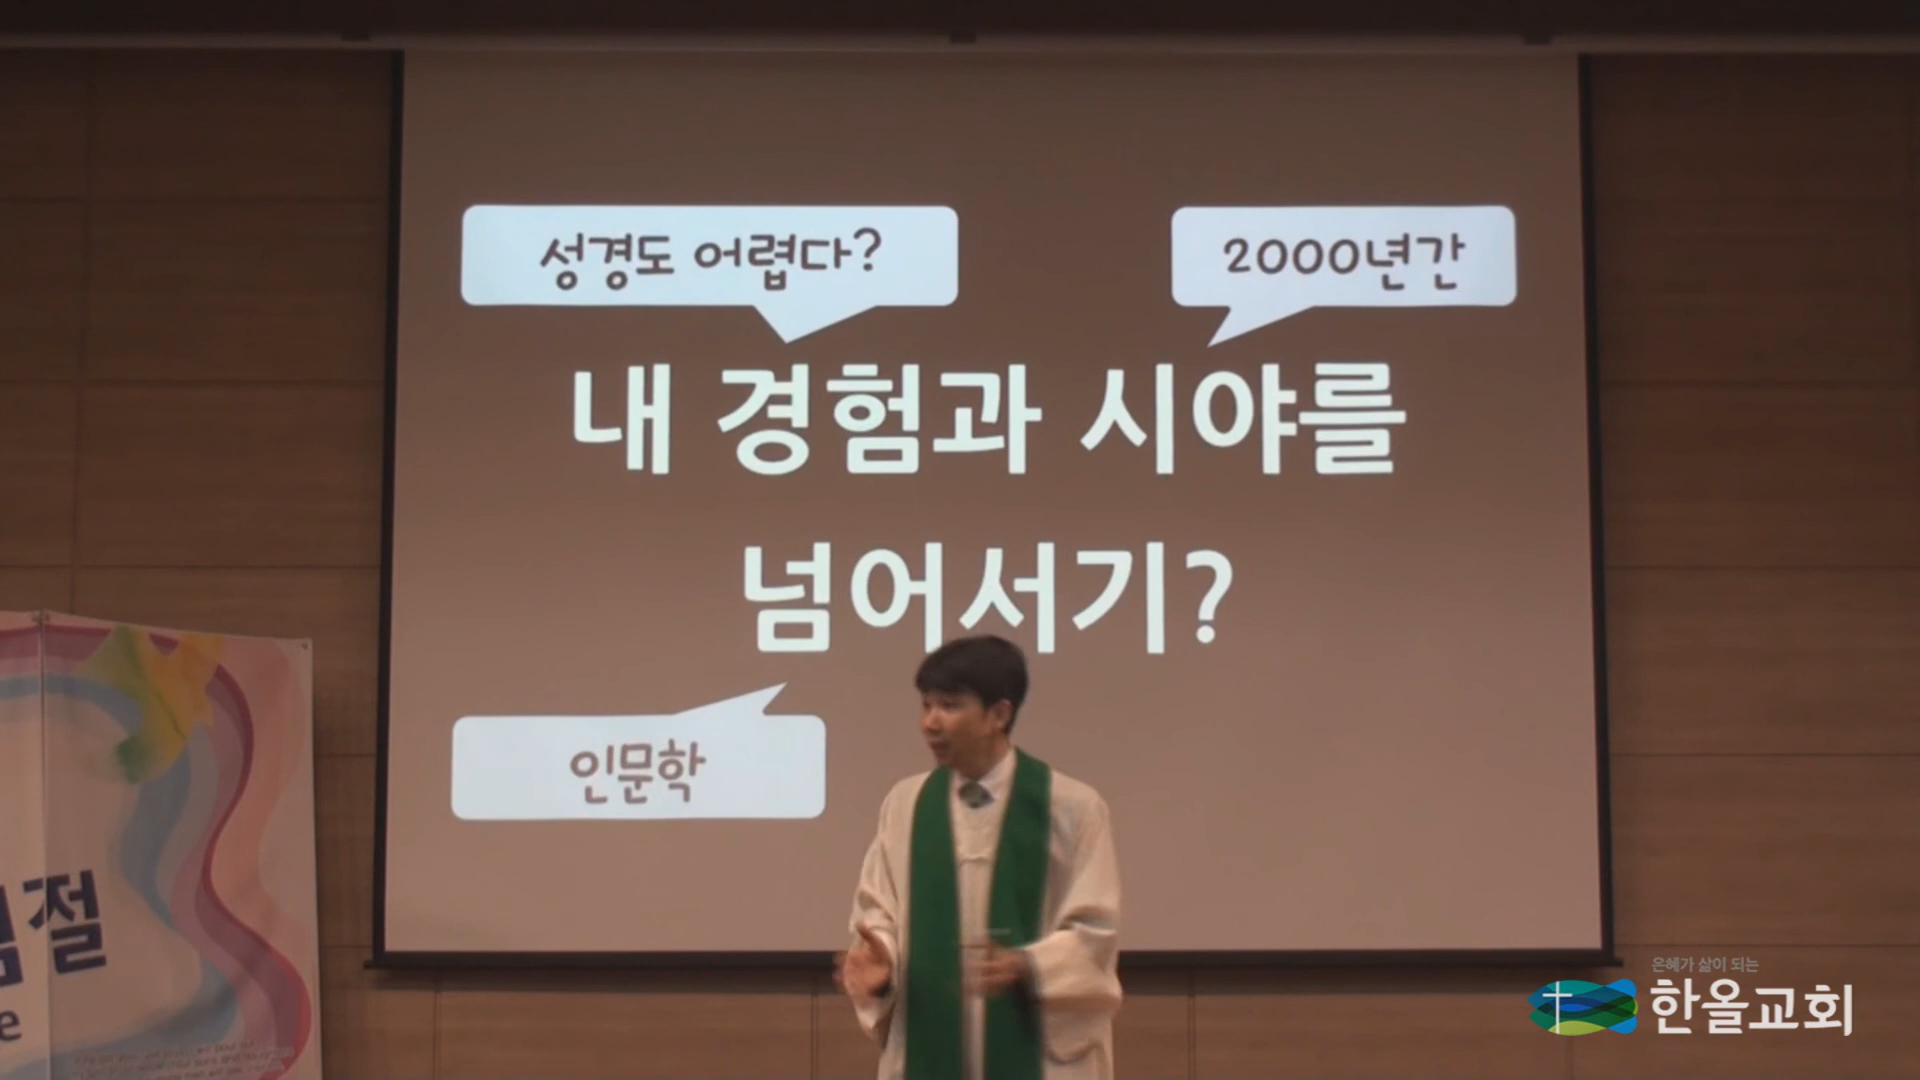 성경도 어렵다?
2000년간
내 경험과 시야를
넘어서기?
인문학
절
e
은혜가 삶이 되는
한올교회